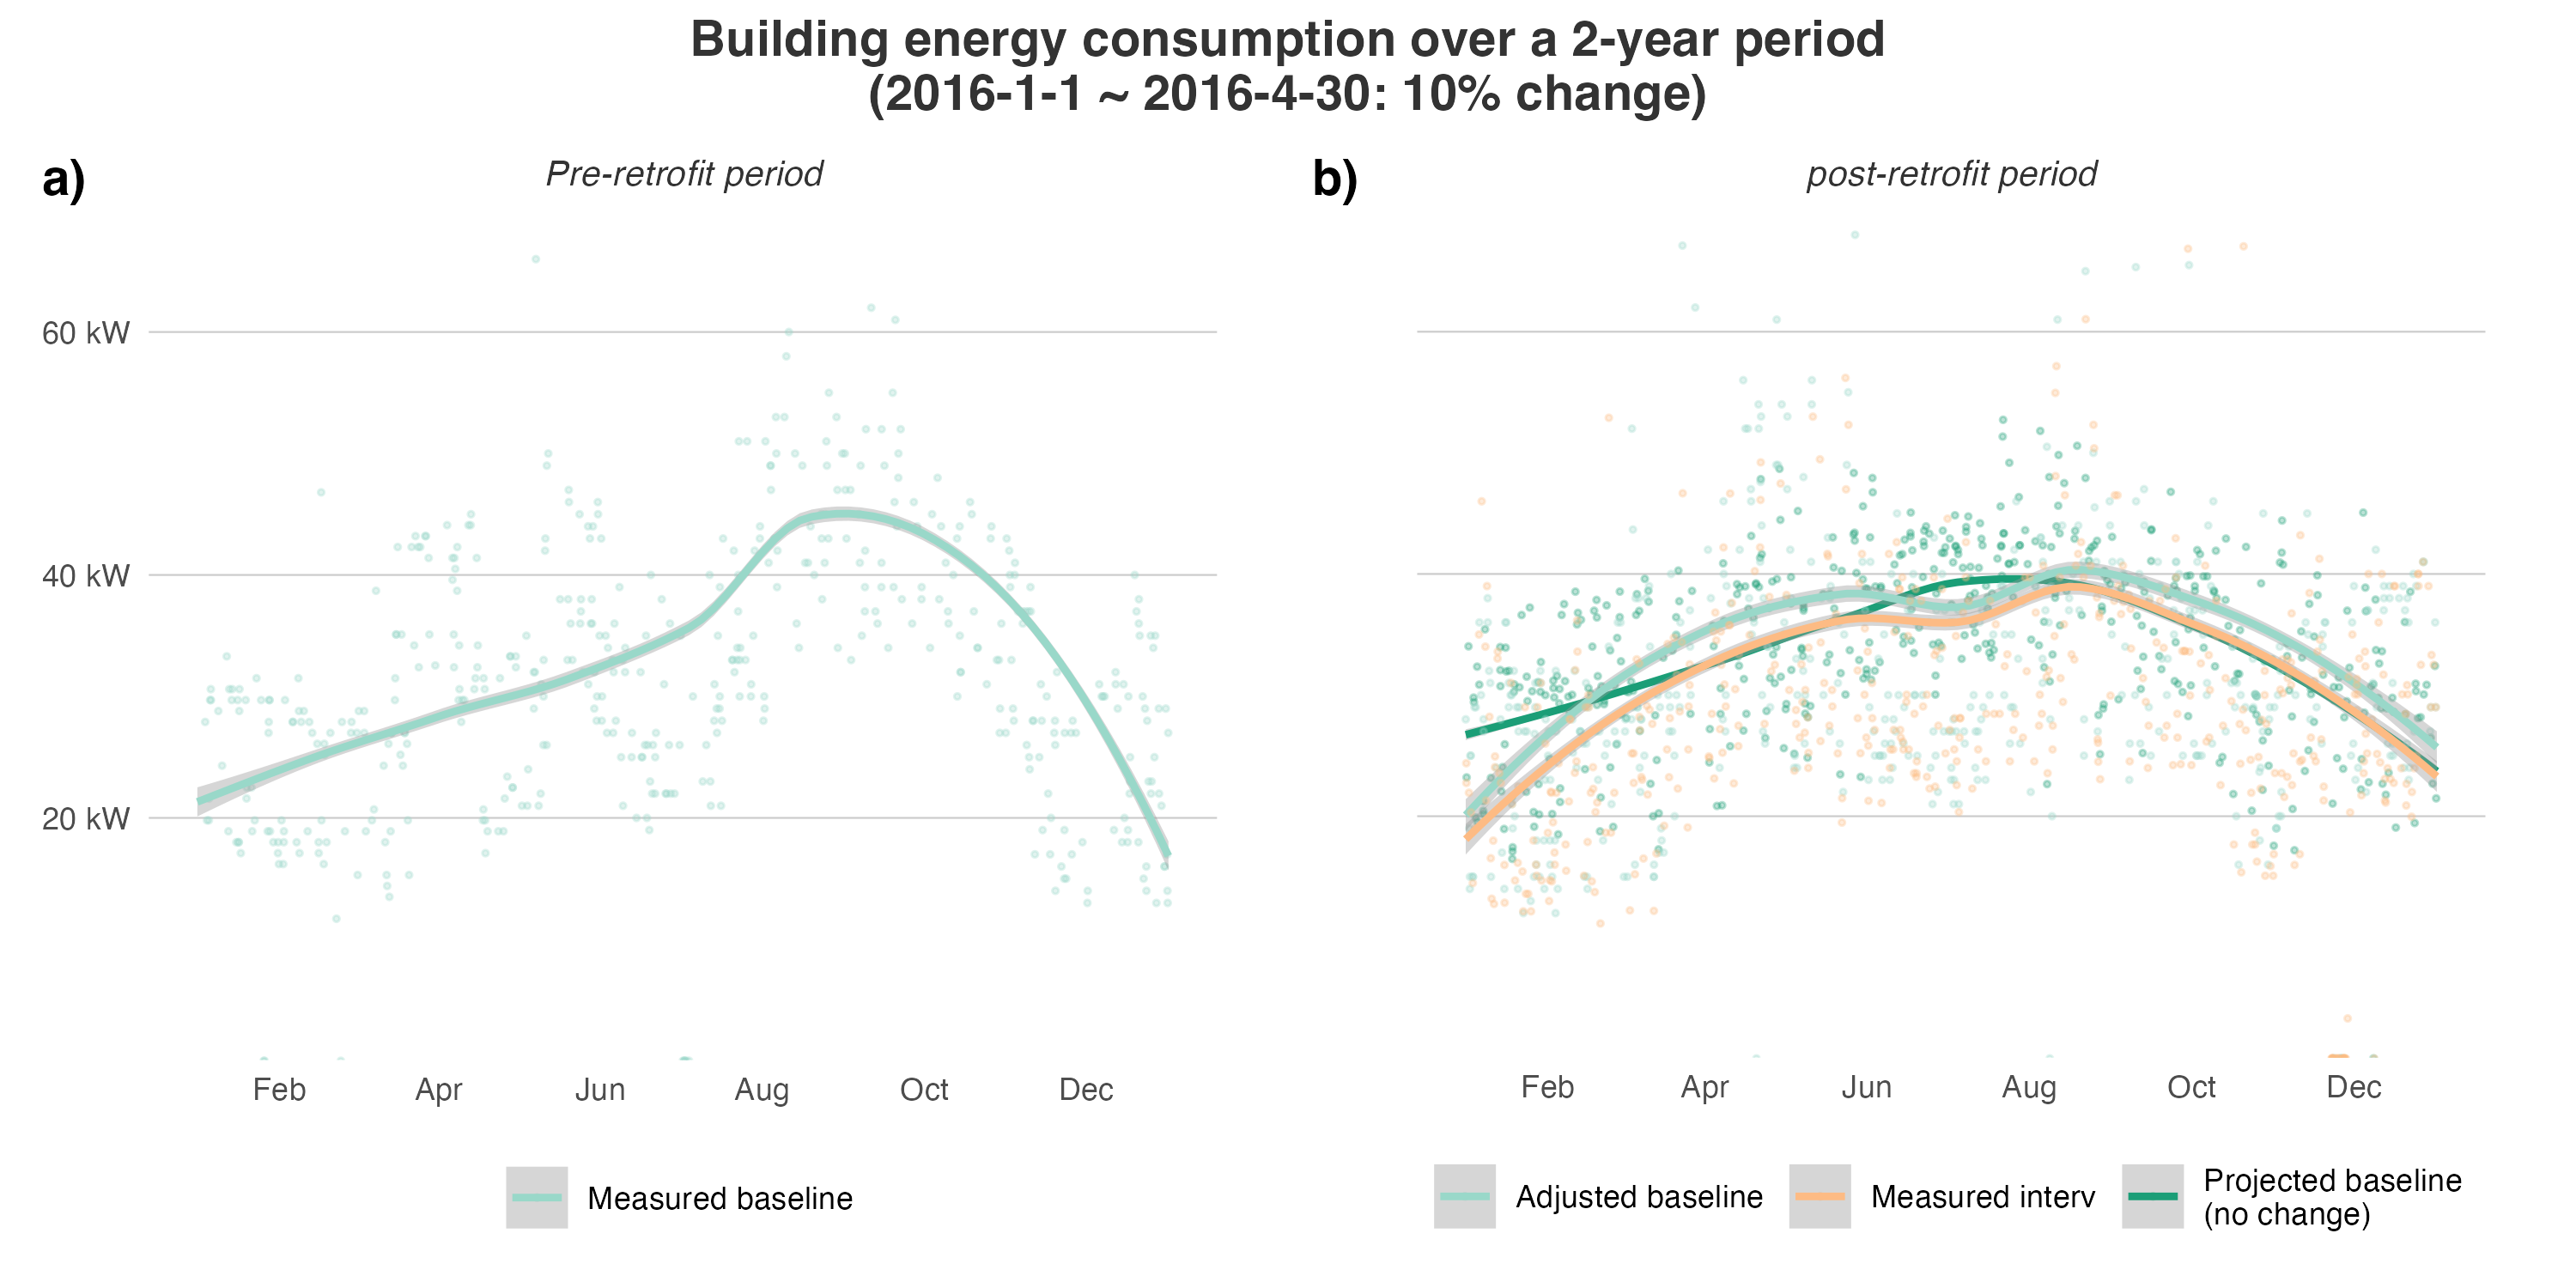 Building energy consumption over a 2-year period
(2016-1-1 ~ 2016-4-30: 10% change)
a)
Pre-retrofit period
60 kW
40 kW
20 kW
Feb Apr Jun Aug Oct Dec
Measured baseline
b)
post-retrofit period
Feb Apr Jun Aug Oct Dec
Adjusted baseline
Measured interv
Projected baseline
(no change)